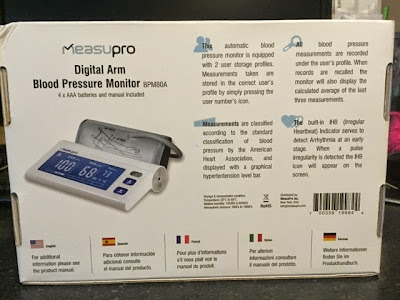 Measupro
Digital Arm
Blood Pressure Monitor BPM80A
4 x AAA batteries and manual included
This automatic blood
pressure monitor is equipped
with 2 user storage profiles.
Measurements taken are
stored in the correct user's
profile by simply pressing the
user number's icon.
All blood pressure
measurements are recorded
under the user's profile. When
records are recalled the
monitor will also display the
calculated average of the last
three measurements.
Measurements are classified
according to the standard
classification of blood
pressure by the American
Heart Association, and
displayed with a graphical
hypertension level bar.
The built-in IHB (irregular
Heartbeat) Indicator serves to
detect Arrhythmia at an early
stage. When a pulse
irregularity is detected the IHB
icon will appear on the
screen.
100 68
RoHS
Distributed by:
MeasuPro Inc
English
For additional
information please see
the product manual.
Spanish
Para obtener información
adicional consulte el
manual del producto.
French
Pour plus d'informations
s'il vous plaît voir le
manuel du produit.
Italian
Per ulteriori informazioni
consultare il manuale del
prodotto.
German
Weitere Informationen
finden Sie im
Produkthandbuch.